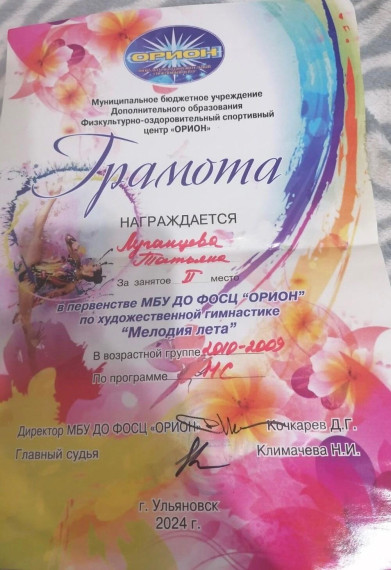 ОРИОН
Муниципальное бюджетное учреждение
Дополнительного образования
Физкультурно-оздоровительный спортивный
центр «ОРИОН»
Грамота
НАГРАЖДАЕТСЯ
Луганцева
Татьяна
За занятое II место
в первенстве МБУ ДО ФОСЦ "ОРИОН"
по художественной гимнастике
"Мелодия лета"
В возрастной группе 2010-2009
По программе МС
Директор МБУ ДО ФОСЦ «ОРИОН» Кочкарев Д.Г.
Главный судья Климачева Н.И.
г. Ульяновск
2024 г.